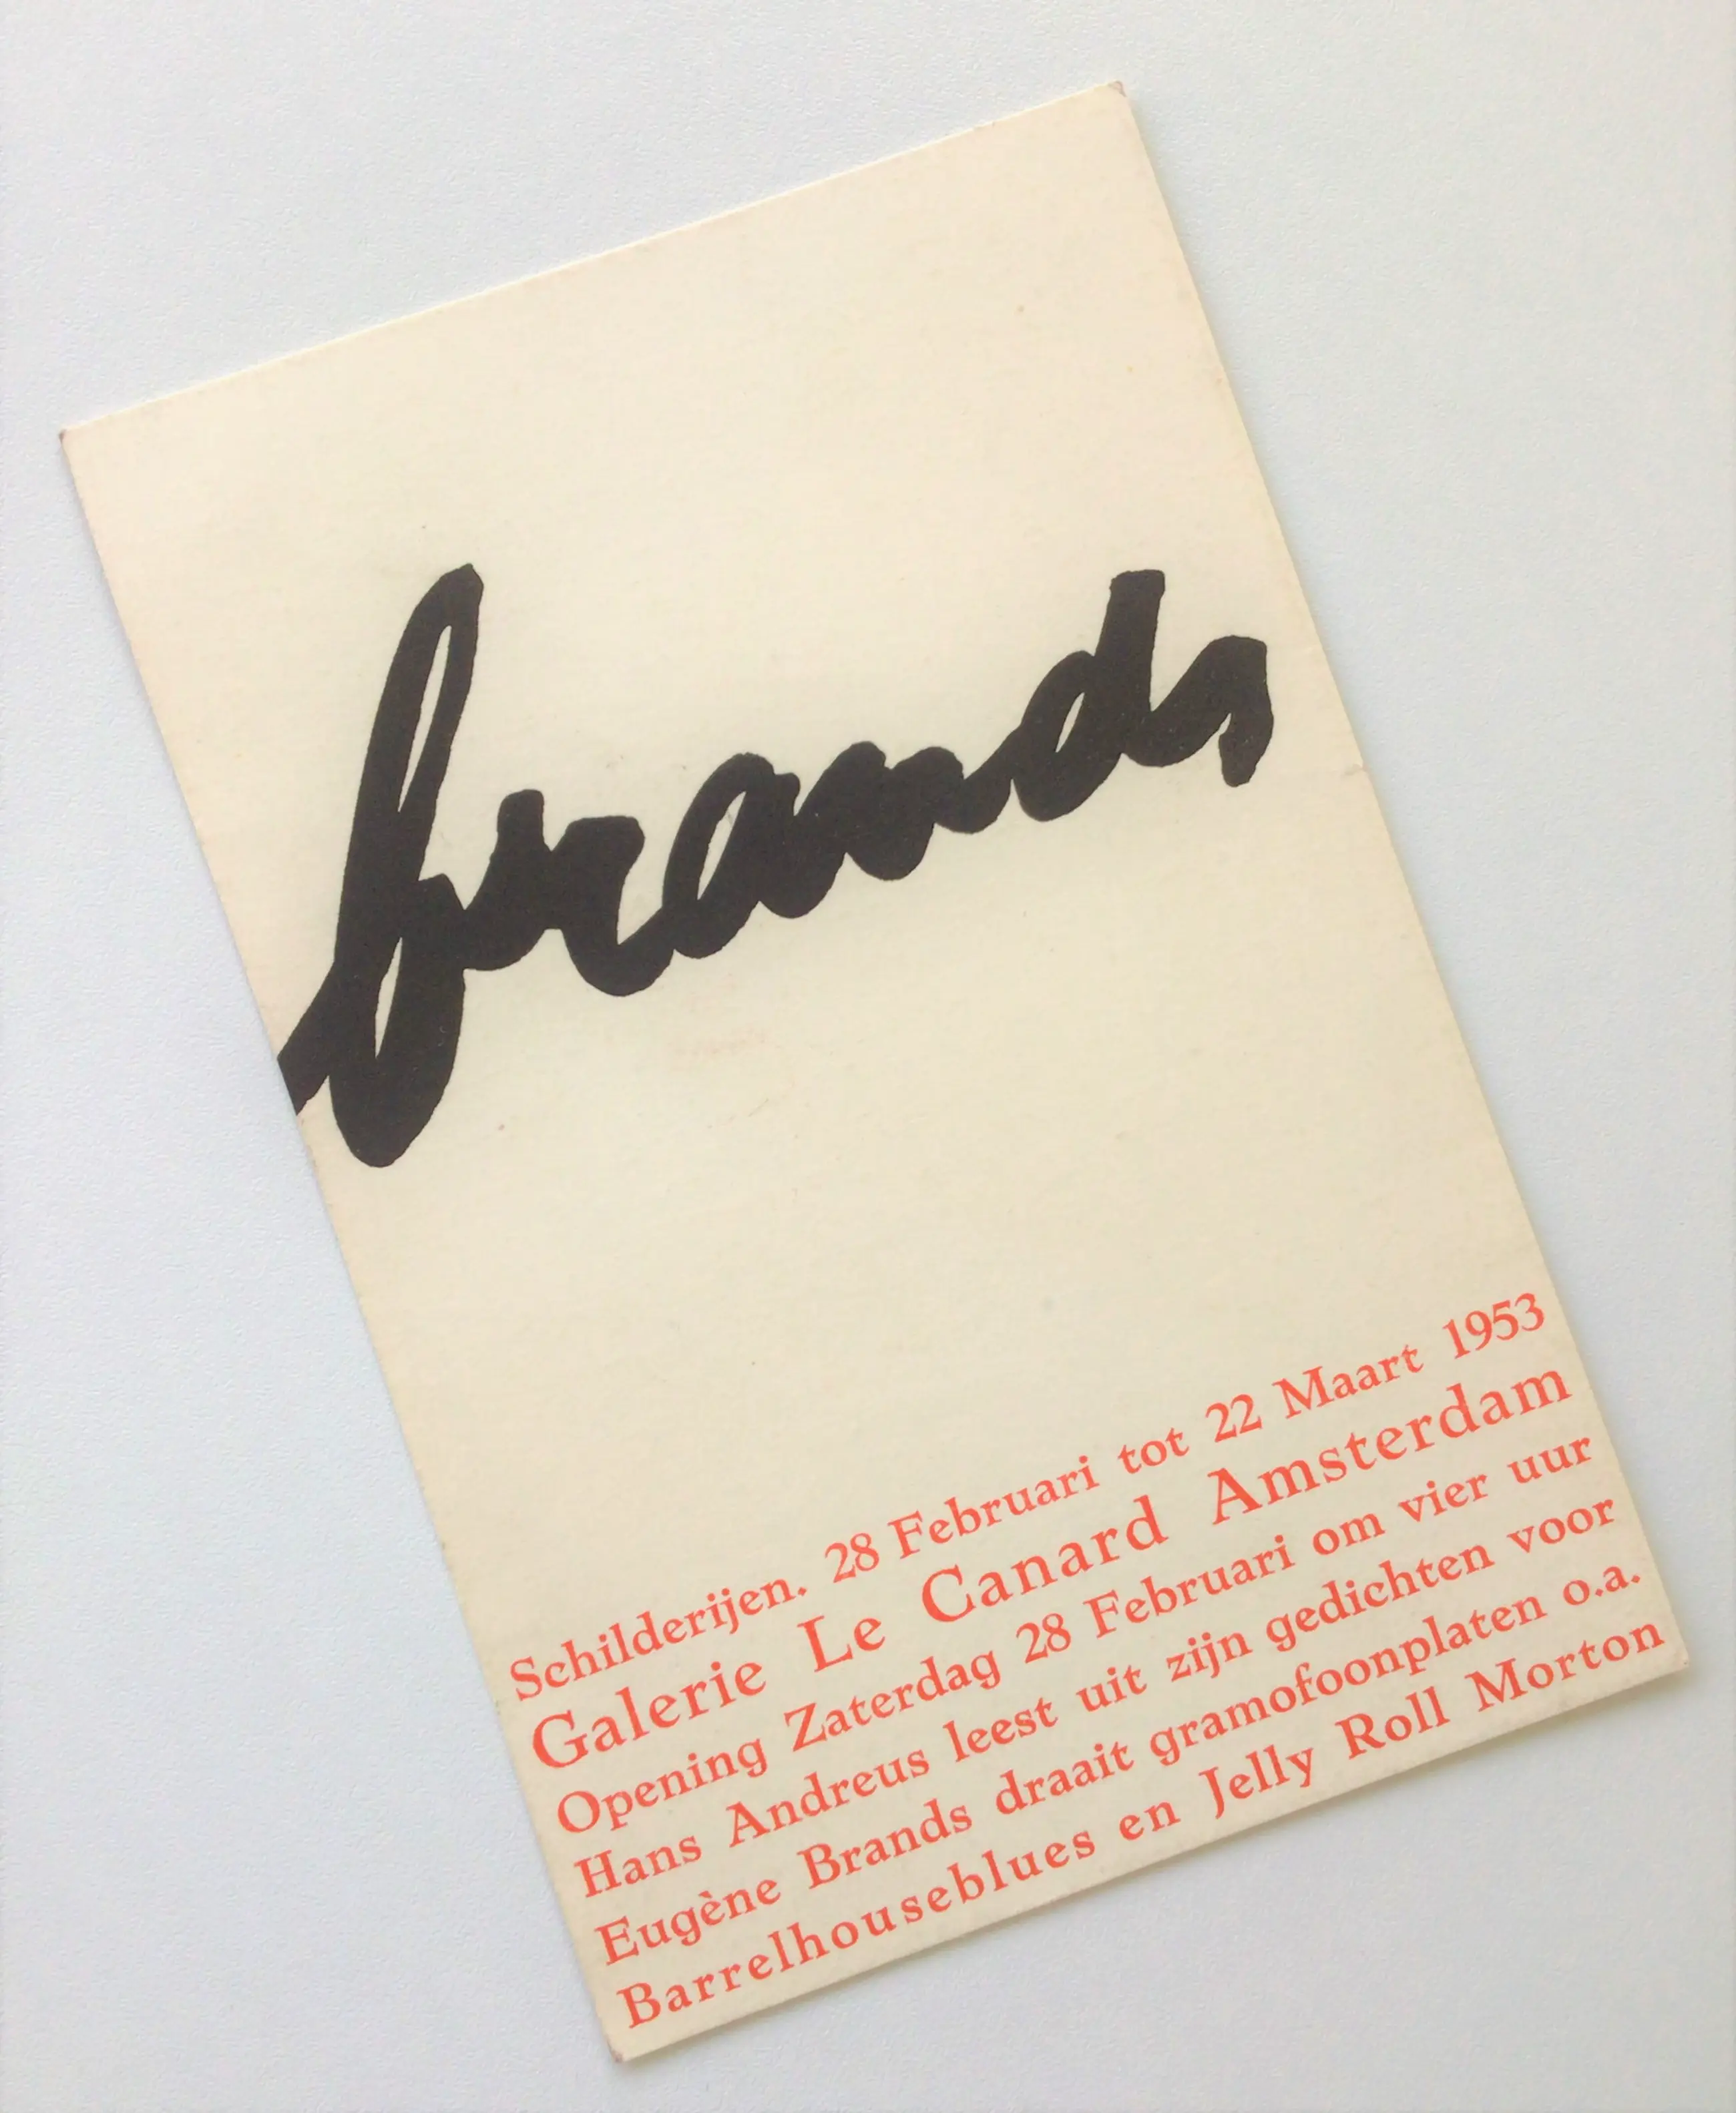 brands
Schilderijen. 28 Februari tot 22 Maart 1953
Galerie Le Canard Amsterdam
Opening Zaterdag 28 Februari om vier uur
Hans Andreus leest uit zijn gedichten voor
Eugène Brands draait gramofoonplaten o.a.
Barrelhouseblues en Jelly Roll Morton